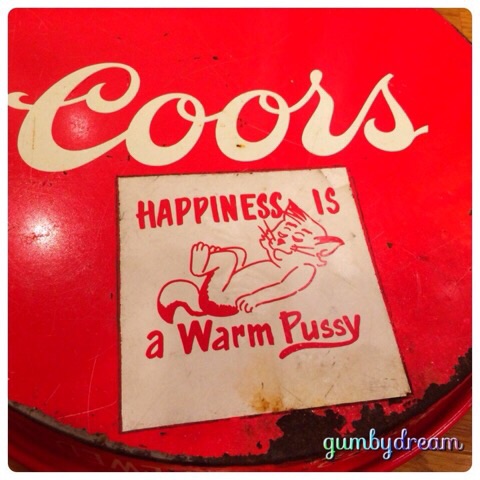 Coors
HAPPINESS IS
a Warm Pussy
gumbydream